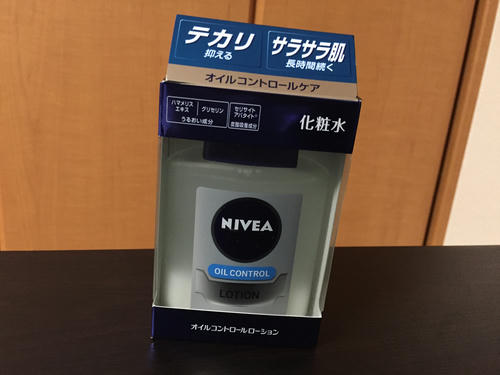 テカリ
抑える
サラサラ肌
長時間続く
オイルコントロールケア
ハマメリス
エキス
グリセリン
うるおい成分
セリサイト
アパタイト
皮脂吸着成分
化粧水
NIVEA
OIL CONTROL
LOTION
オイルコントロールローション